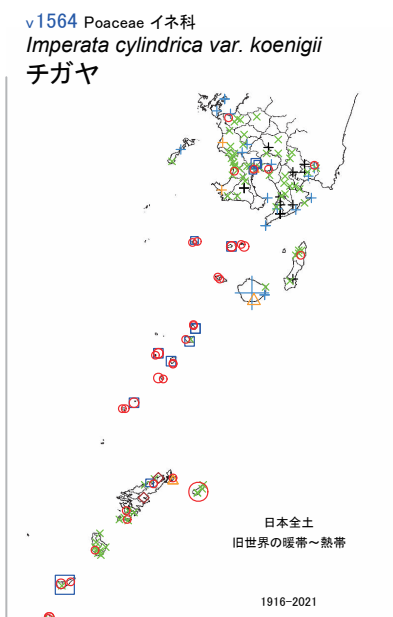 v1564 Poaceae イネ科
Imperata cylindrica var. koenigii
チガヤ
日本全土
旧世界の暖帯～熱帯
1916-2021